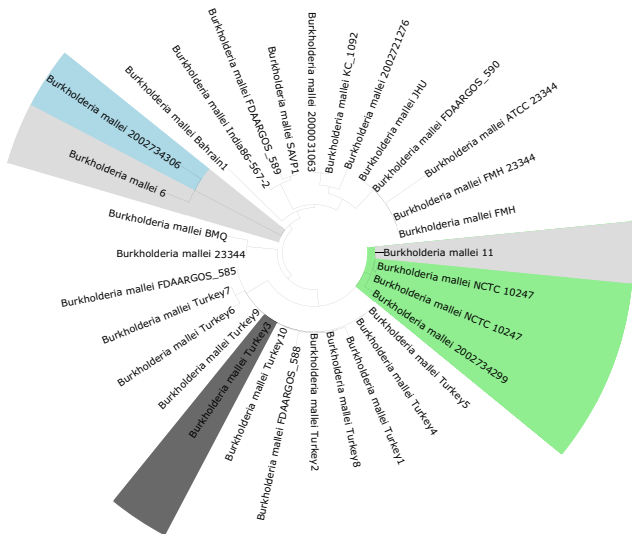 Burkholderia mallei 2000031063
Burkholderia mallei KC_1092
Burkholderia mallei 2002721276
Burkholderia mallei JHU
Burkholderia mallei FDAARGOS_590
Burkholderia mallei ATCC 23344
Burkholderia mallei FMH 23344
Burkholderia mallei FMH
Burkholderia mallei 11
Burkholderia mallei NCTC 10247
Burkholderia mallei NCTC 10247
Burkholderia mallei 2002734299
Burkholderia mallei Turkey5
Burkholderia mallei Turkey4
Burkholderia mallei Turkey1
Burkholderia mallei Turkey8
Burkholderia mallei Turkey2
Burkholderia mallei FDAARGOS_588
Burkholderia mallei Turkey10
Burkholderia mallei Turkey3
Burkholderia mallei Turkey9
Burkholderia mallei Turkey6
Burkholderia mallei Turkey7
Burkholderia mallei FDAARGOS_585
Burkholderia mallei 23344
Burkholderia mallei BMQ
Burkholderia mallei 6
Burkholderia mallei 2002734306
Burkholderia mallei Bahrain1
Burkholderia mallei India86-567-2
Burkholderia mallei FDAARGOS_589
Burkholderia mallei SAVP1